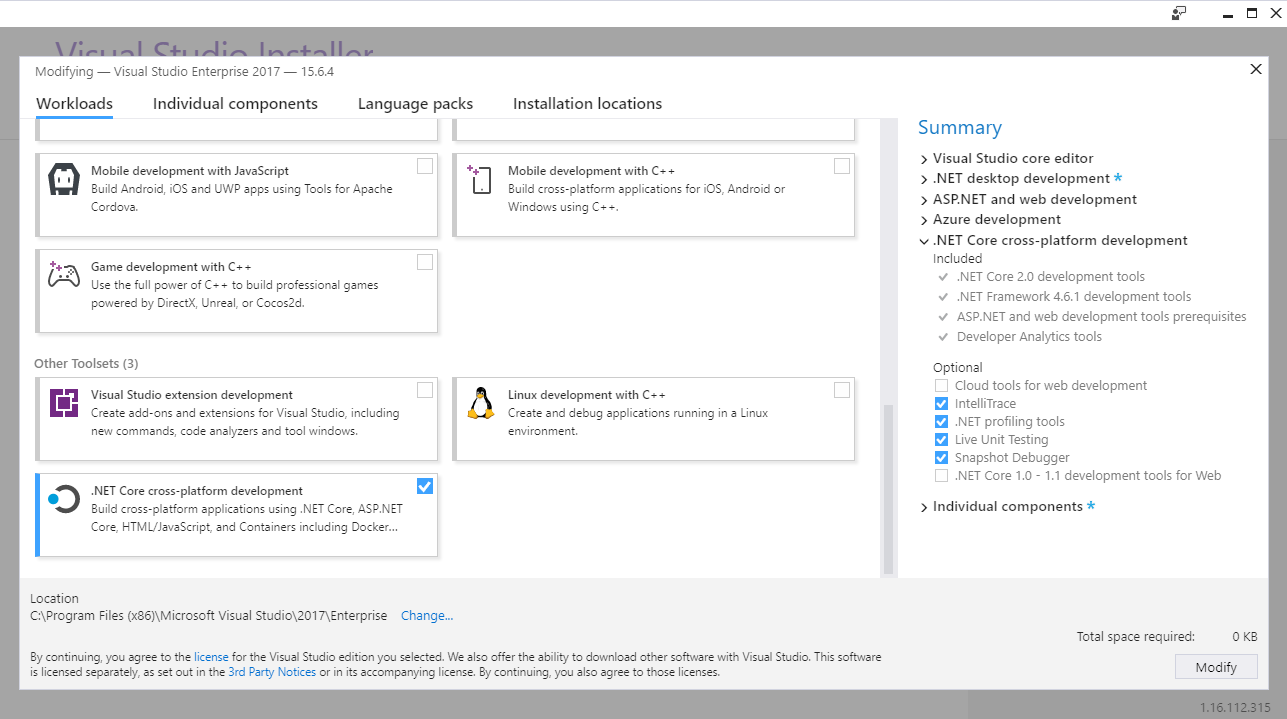 Visual Studio Installer
Modifying — Visual Studio Enterprise 2017 — 15.6.4
Workloads
Individual components
Language packs
Installation locations
Mobile development with JavaScript
Build Android, iOS and UWP apps using Tools for Apache
Cordova.
Mobile development with C++
Build cross-platform applications for iOS, Android or
Windows using C++.
Game development with C++
Use the full power of C++ to build professional games
powered by DirectX, Unreal, or Cocos2d.
Other Toolsets (3)
Visual Studio extension development
Create add-ons and extensions for Visual Studio, including
new commands, code analyzers and tool windows.
Linux development with C++
Create and debug applications running in a Linux
environment.
.NET Core cross-platform development
Build cross-platform applications using .NET Core, ASP.NET
Core, HTML/JavaScript, and Containers including Docker...
Summary
Visual Studio core editor
.NET desktop development *
ASP.NET and web development
Azure development
.NET Core cross-platform development
Included
.NET Core 2.0 development tools
.NET Framework 4.6.1 development tools
ASP.NET and web development tools prerequisites
Developer Analytics tools
Optional
Cloud tools for web development
IntelliTrace
.NET profiling tools
Live Unit Testing
Snapshot Debugger
.NET Core 1.0 - 1.1 development tools for Web
Individual components *
Location
C:\Program Files (x86)\Microsoft Visual Studio\2017\Enterprise Change...
Total space required: 0 KB
By continuing, you agree to the license for the Visual Studio edition you selected. We also offer the ability to download other software with Visual Studio. This software
is licensed separately, as set out in the 3rd Party Notices or in its accompanying license. By continuing, you also agree to those licenses.
Modify
1.16.112.315